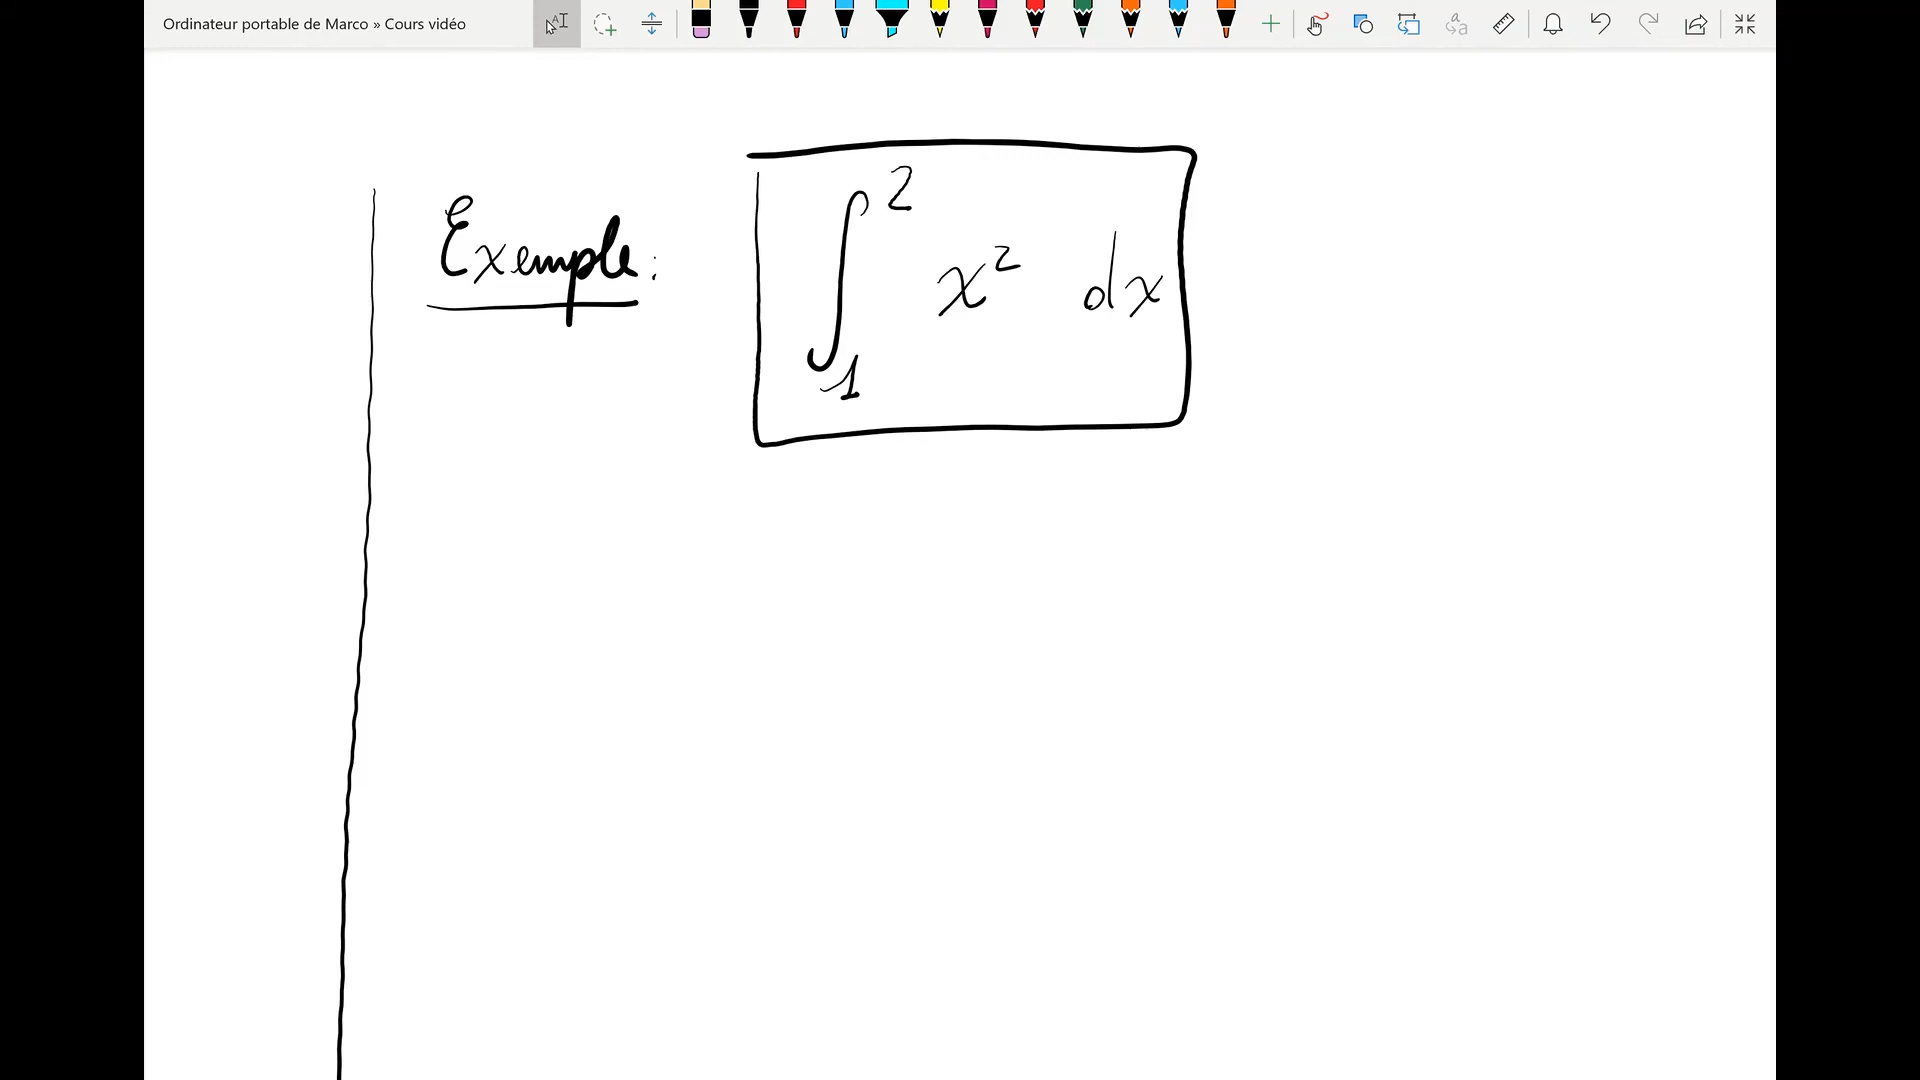 Ordinateur portable de Marco » Cours vidéo
Exemple:
∫₁² x² dx